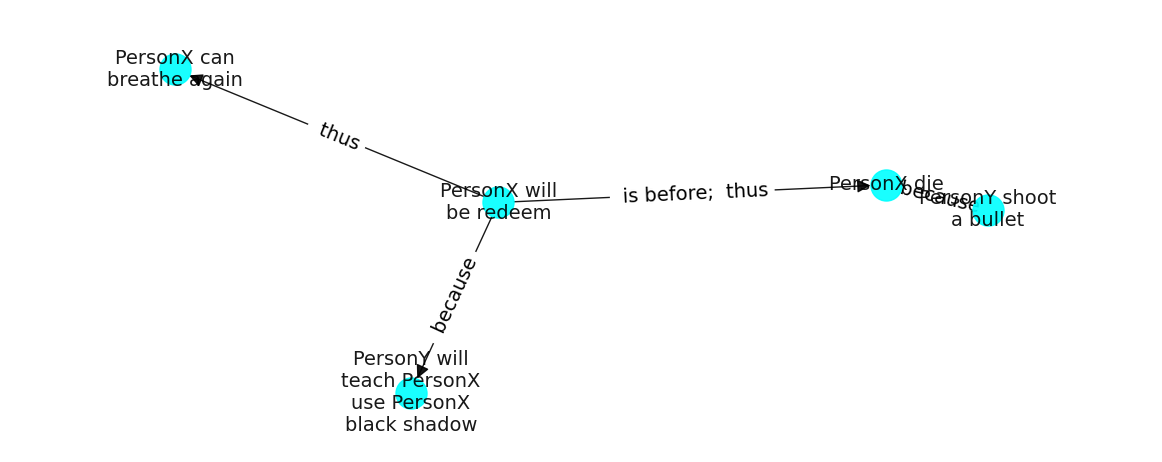 PersonX can
breathe again
thus
PersonX will
be redeem
is before;  thus
PersonX die
because
PersonY shoot
a bullet
because
PersonY will
teach PersonX
use PersonX
black shadow